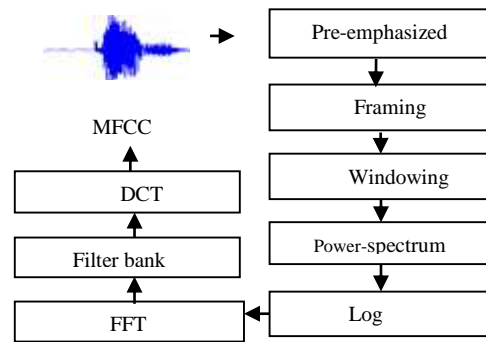 Pre-emphasized
Framing
Windowing
Power-spectrum
Log
FFT
Filter bank
DCT
MFCC